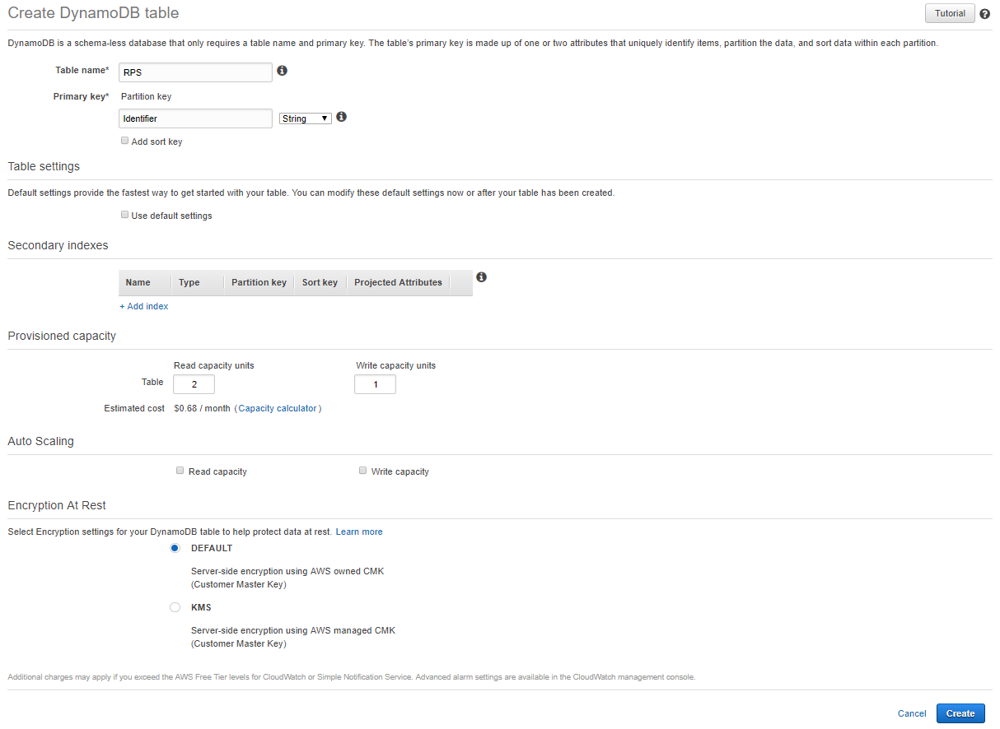 Create DynamoDB table
Tutorial
DynamoDB is a schema-less database that only requires a table name and primary key. The table's primary key is made up of one or two attributes that uniquely identify items, partition the data, and sort data within each partition.
Table name* RPS
Primary key* Partition key
Identifier String
Add sort key
Table settings
Default settings provide the fastest way to get started with your table. You can modify these default settings now or after your table has been created.
Use default settings
Secondary indexes
Name Type Partition key Sort key Projected Attributes
+ Add index
Provisioned capacity
Read capacity units Write capacity units
Table 2 1
Estimated cost $0.68 / month (Capacity calculator)
Auto Scaling
Read capacity Write capacity
Encryption At Rest
Select Encryption settings for your DynamoDB table to help protect data at rest. Learn more
DEFAULT
Server-side encryption using AWS owned CMK
(Customer Master Key)
KMS
Server-side encryption using AWS managed CMK
(Customer Master Key)
Additional charges may apply if you exceed the AWS Free Tier levels for CloudWatch or Simple Notification Service. Advanced alarm settings are available in the CloudWatch management console.
Cancel Create